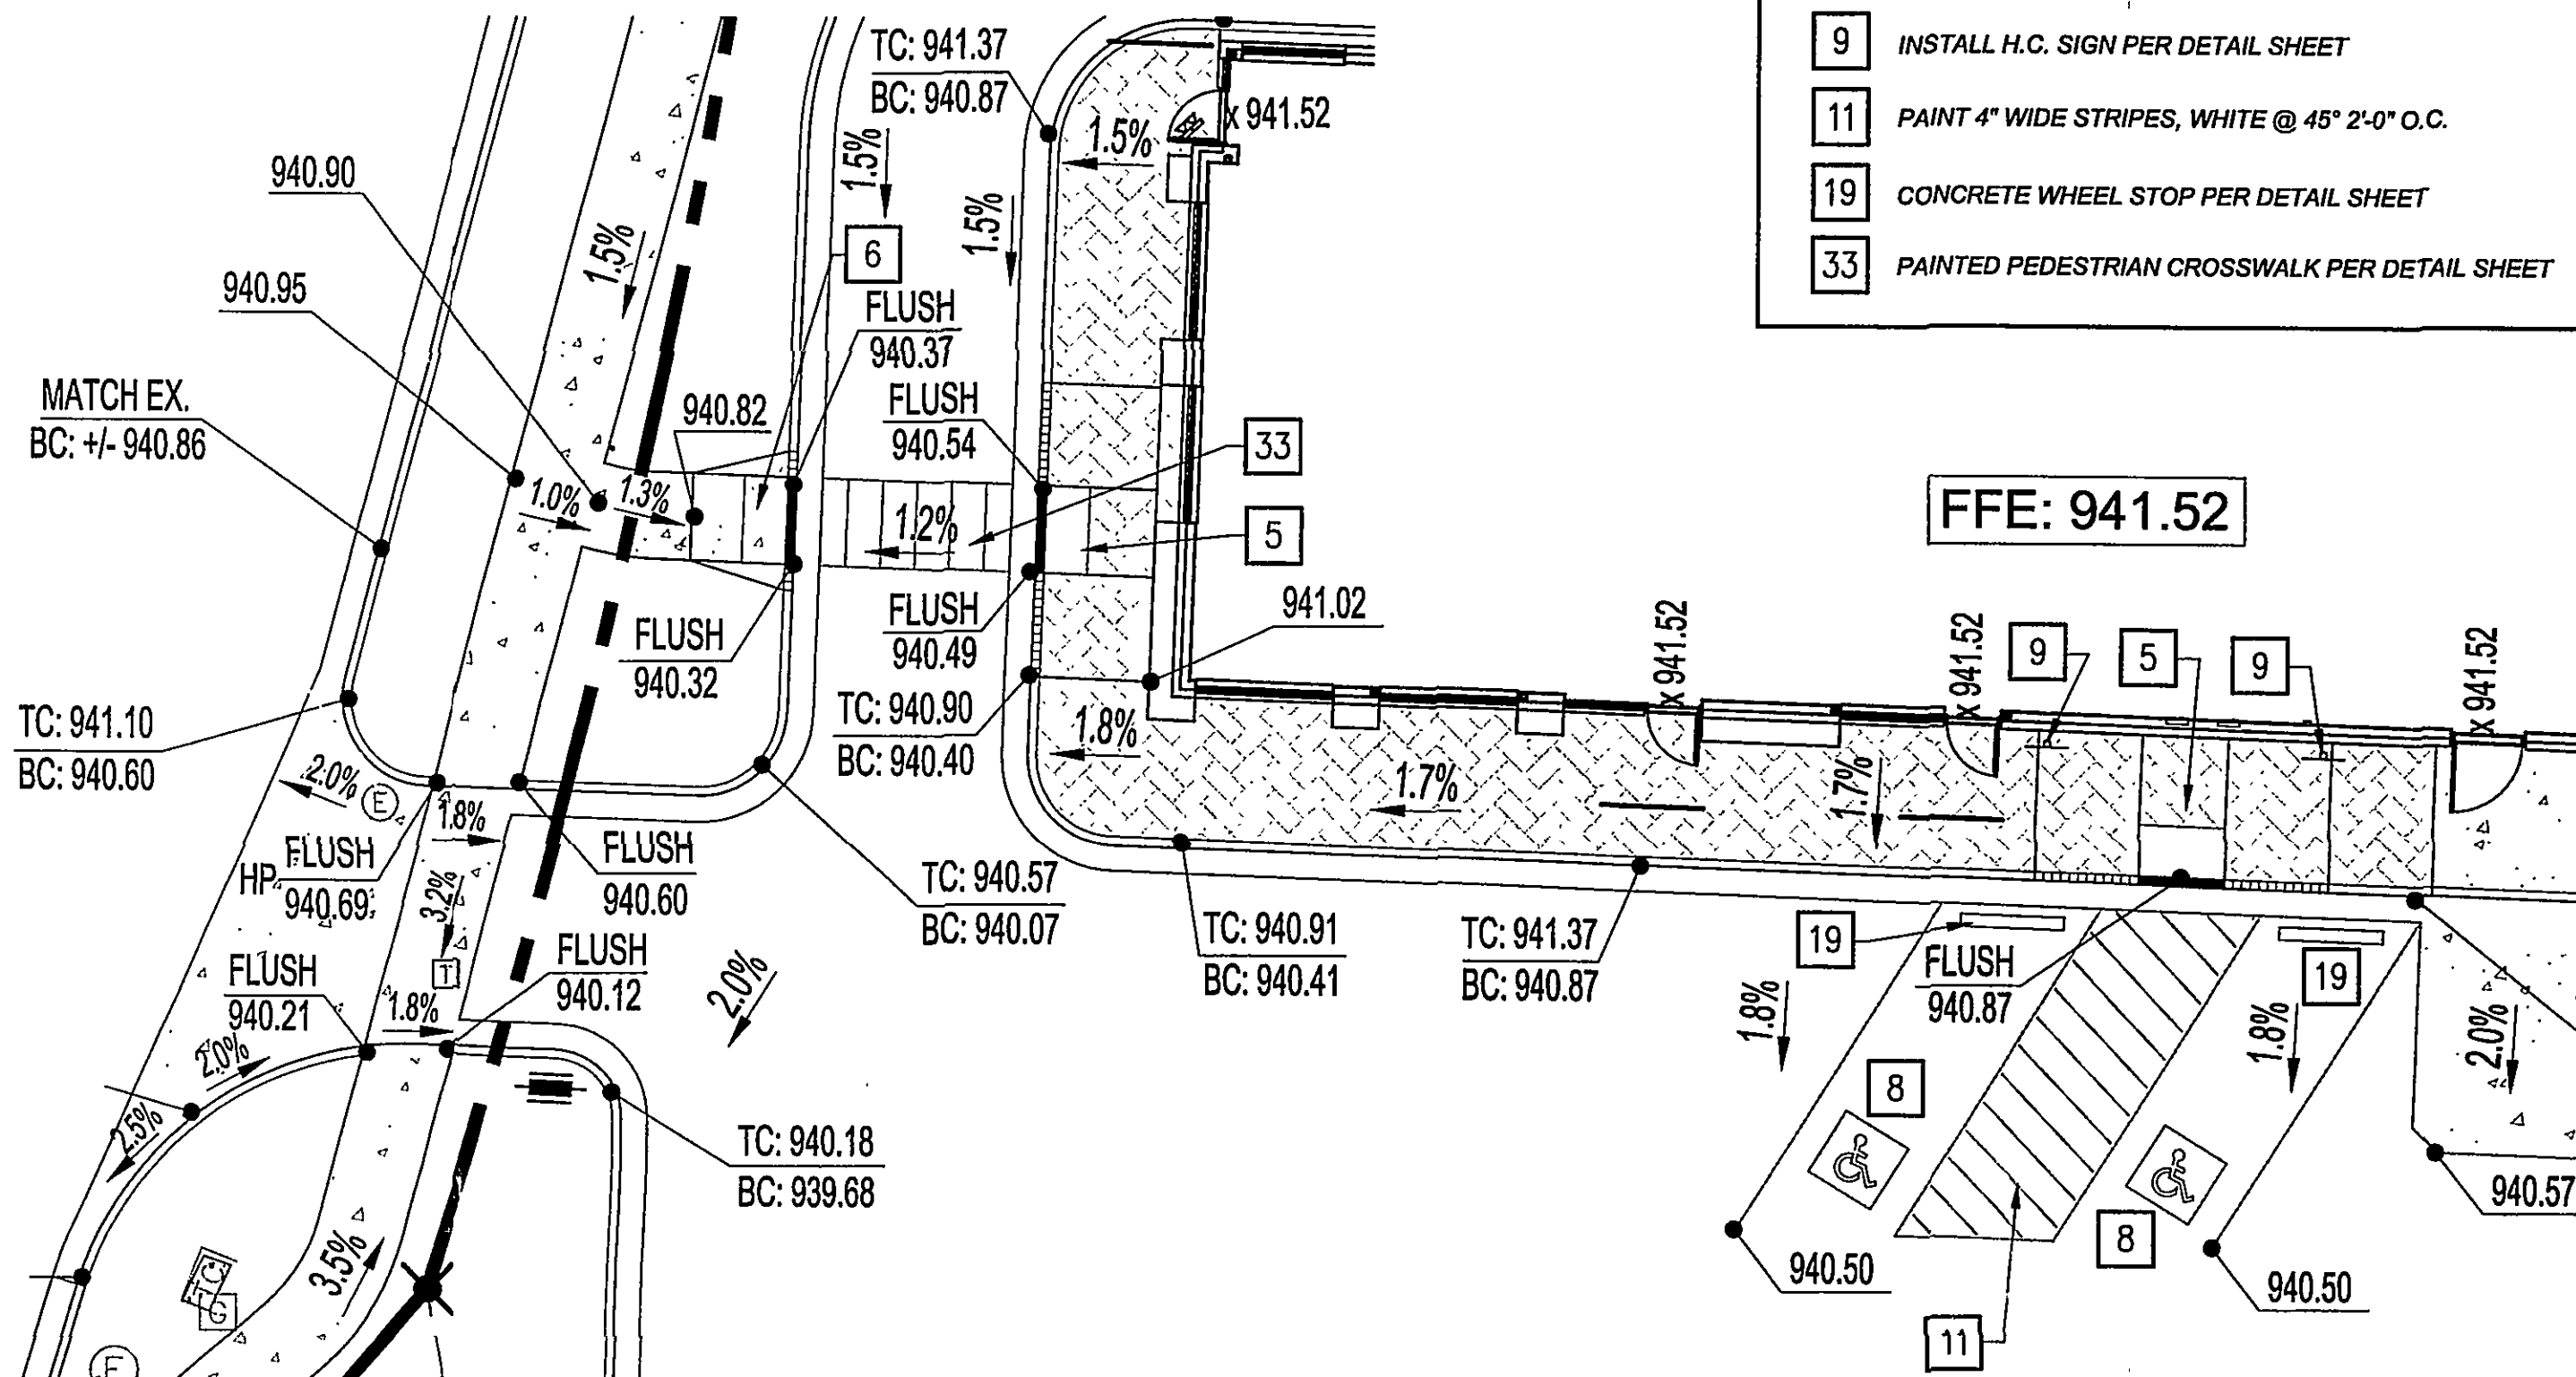 9 INSTALL H.C. SIGN PER DETAIL SHEET
11 PAINT 4" WIDE STRIPES, WHITE @ 45° 2'-0" O.C.
19 CONCRETE WHEEL STOP PER DETAIL SHEET
33 PAINTED PEDESTRIAN CROSSWALK PER DETAIL SHEET
TC: 941.37
BC: 940.87
x 941.52
1.5%
1.5%
1.5%
1.5%
940.90
6
940.95
FLUSH
940.37
MATCH EX.
BC: +/- 940.86
940.82
FLUSH
940.54
33
1.0%
1.3%
1.2%
5
FFE: 941.52
FLUSH
940.32
FLUSH
940.49
941.02
x 941.52
x 941.52
9
5
9
x 941.52
TC: 941.10
BC: 940.60
TC: 940.90
BC: 940.40
1.8%
2.0%
E
1.8%
1.7%
1.7%
HP
FLUSH
940.69
3.2%
FLUSH
940.60
TC: 940.57
BC: 940.07
TC: 940.91
BC: 940.41
TC: 941.37
BC: 940.87
19
FLUSH
940.87
19
FLUSH
940.21
T
FLUSH
940.12
2.0%
1.8%
1.8%
1.8%
2.0%
2.0%
2.5%
8
TC: 940.18
BC: 939.68
940.57
8
3.5%
TC
G
940.50
940.50
11
E